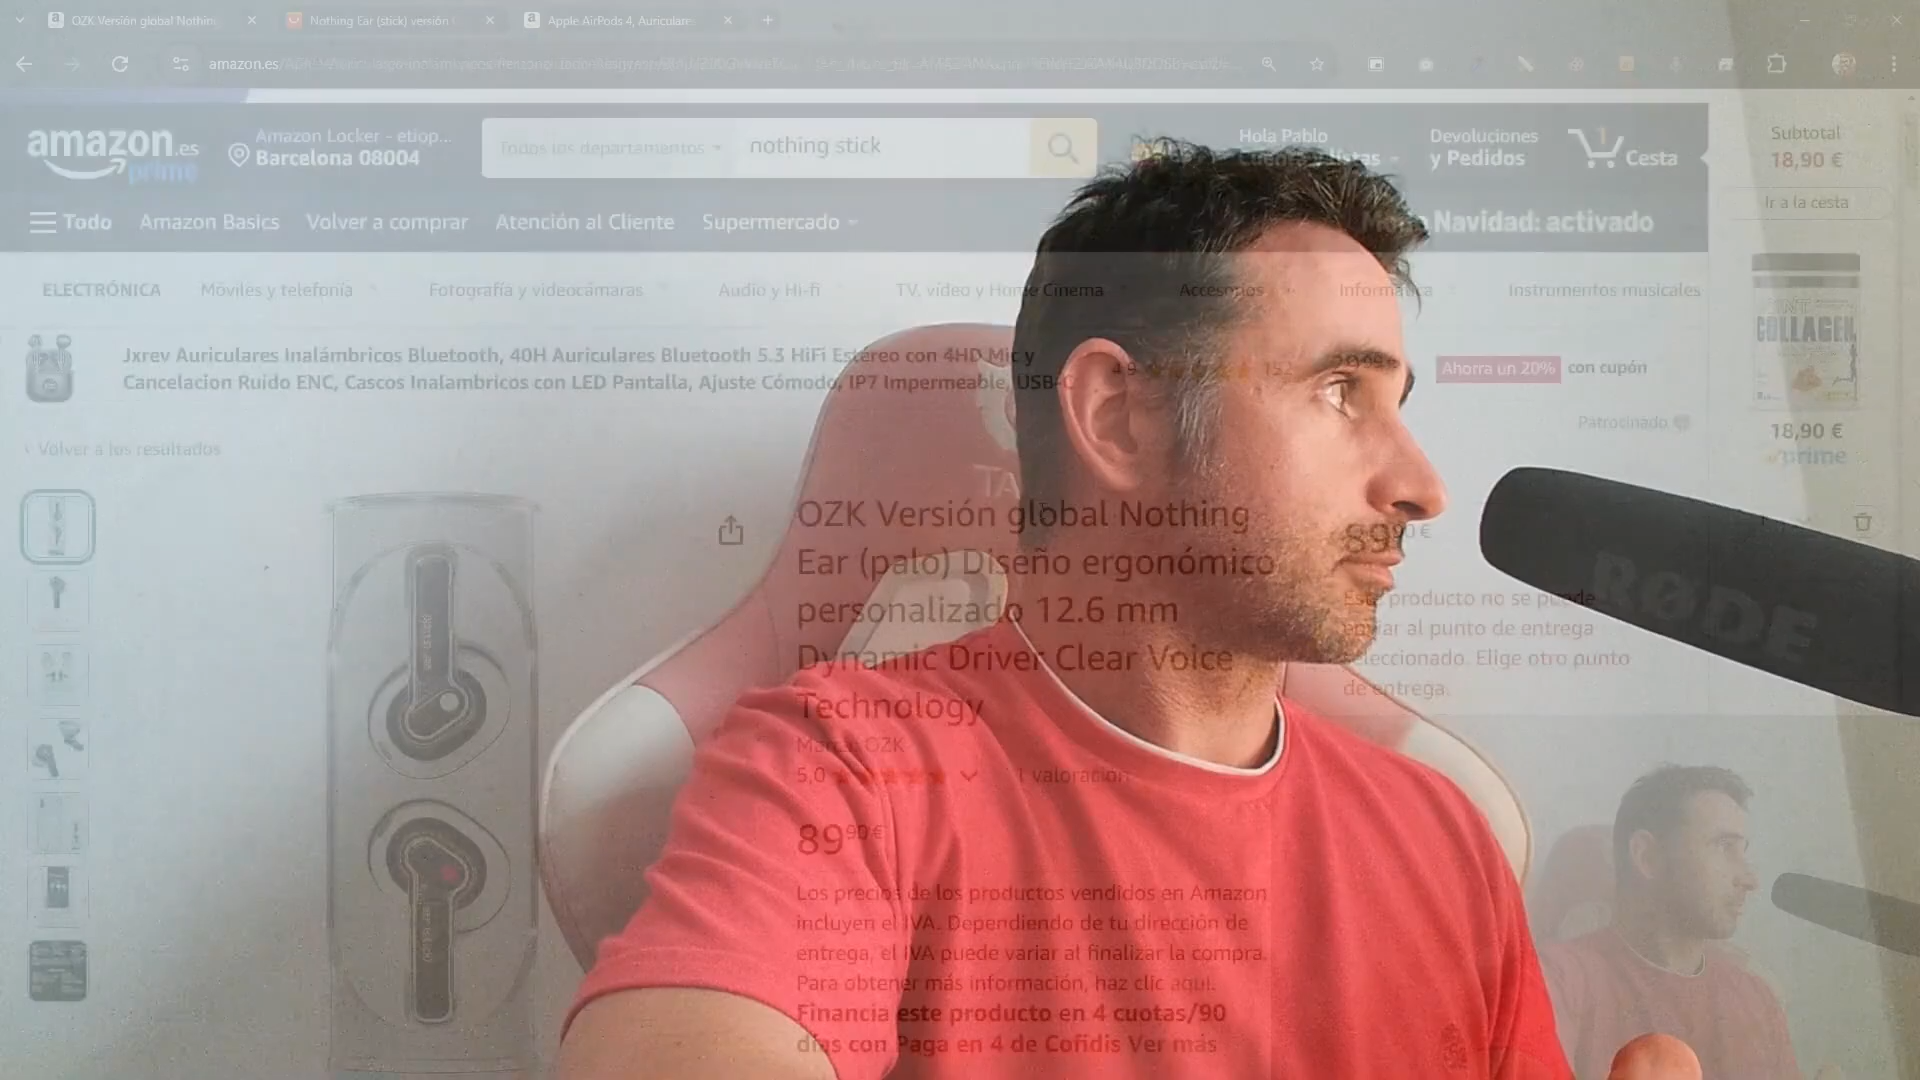 OZK Versión global Nothing
Nothing Ear (stick) versión
Apple AirPods 4, Auriculares
amazon.es
amazon.es
prime
Amazon Locker - etiop...
Barcelona 08004
Todos los departamentos
nothing stick
Hola Pablo
Devoluciones
y Pedidos
1
Cesta
Subtotal
18,90 €
Ir a la cesta
Todo
Amazon Basics
Volver a comprar
Atención al Cliente
Supermercado
Navidad: activado
ELECTRÓNICA
Móviles y telefonía
Fotografía y videocámaras
Audio y Hi-fi
TV, vídeo y Home Cinema
Accesorios
Informática
Instrumentos musicales
Jxrev Auriculares Inalámbricos Bluetooth, 40H Auriculares Bluetooth 5.3 HiFi Estéreo con 4HD Mic y
Cancelacion Ruido ENC, Cascos Inalambricos con LED Pantalla, Ajuste Cómodo, IP7 Impermeable, USB-C
4,9
Ahorra un 20%
con cupón
Patrocinado
COLLAGEN
18,90 €
prime
Volver a los resultados
OZK Versión global Nothing
Ear (palo) Diseño ergonómico
personalizado 12.6 mm
Dynamic Driver Clear Voice
Technology
Marca: OZK
5,0
1 valoración
89,90 €
Los precios de los productos vendidos en Amazon
incluyen el IVA. Dependiendo de tu dirección de
entrega, el IVA puede variar al finalizar la compra.
Para obtener más información, haz clic aquí.
Financia este producto en 4 cuotas/90
días con Paga en 4 de Cofidis Ver más
89,90 €
Este producto no se puede
enviar al punto de entrega
seleccionado. Elige otro punto
de entrega.
RØDE